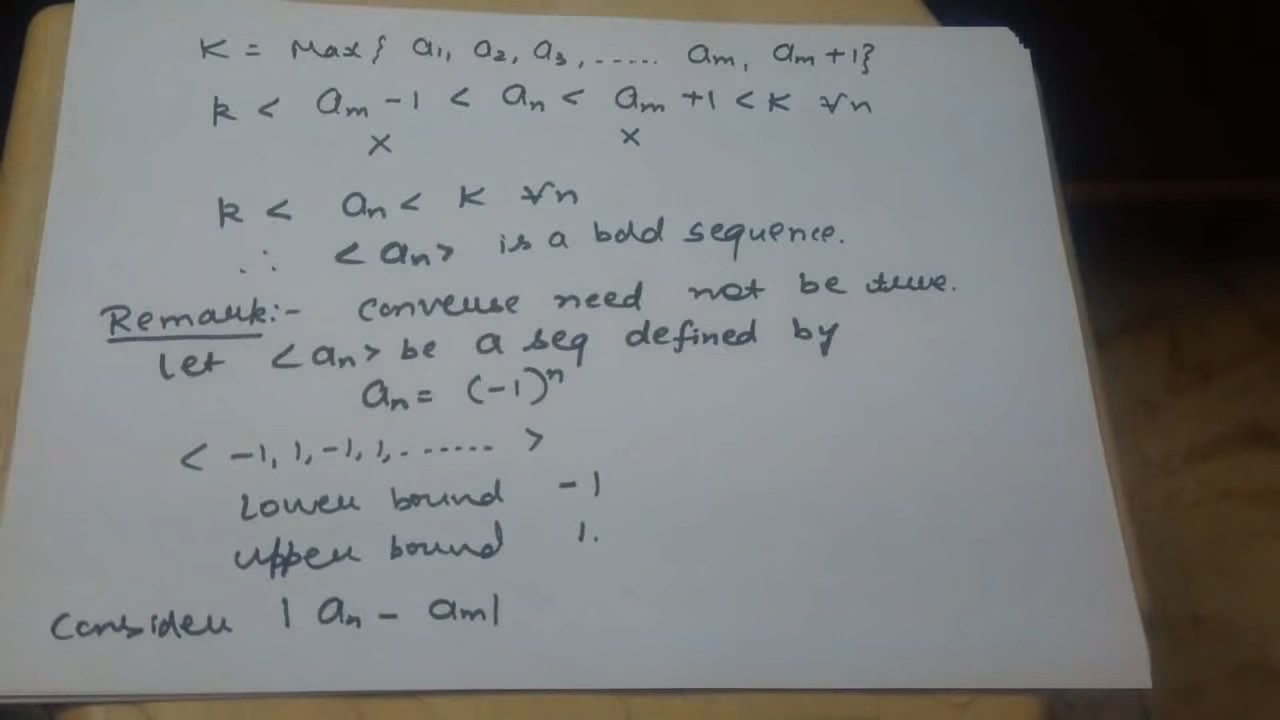 K = Max{ a₁, a₂, a₃, ..... aₘ, aₘ+1}
k < aₘ -1 < aₙ < aₘ +1 < K ∀n
× ×
k < aₙ < K ∀n
∴ <aₙ> is a bdd sequence.
Remark:- converse need not be true.
Let <aₙ> be a seq defined by
aₙ = (-1)ⁿ
< -1, 1, -1, 1, ....... >
Lower bound -1
upper bound 1.
Consider | aₙ - aₘ|